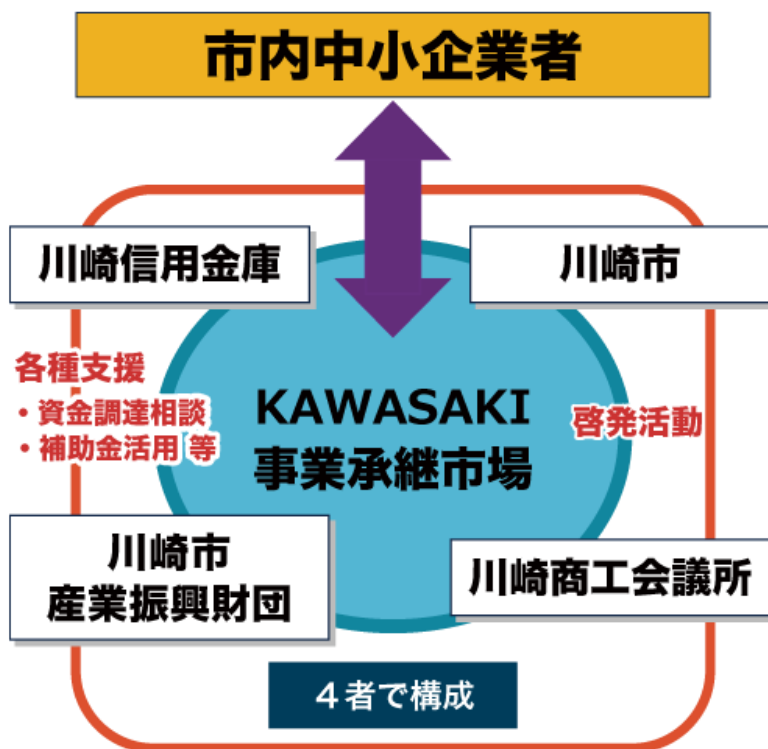 市内中小企業者
川崎信用金庫
川崎市
各種支援
・資金調達相談
・補助金活用 等
KAWASAKI
事業承継市場
啓発活動
川崎市
産業振興財団
川崎商工会議所
４者で構成